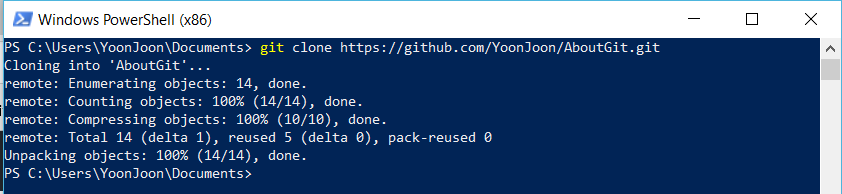 Windows PowerShell (x86)
PS C:\Users\YoonJoon\Documents> git clone https://github.com/YoonJoon/AboutGit.git
Cloning into 'AboutGit'...
remote: Enumerating objects: 14, done.
remote: Counting objects: 100% (14/14), done.
remote: Compressing objects: 100% (10/10), done.
remote: Total 14 (delta 1), reused 5 (delta 0), pack-reused 0
Unpacking objects: 100% (14/14), done.
PS C:\Users\YoonJoon\Documents>